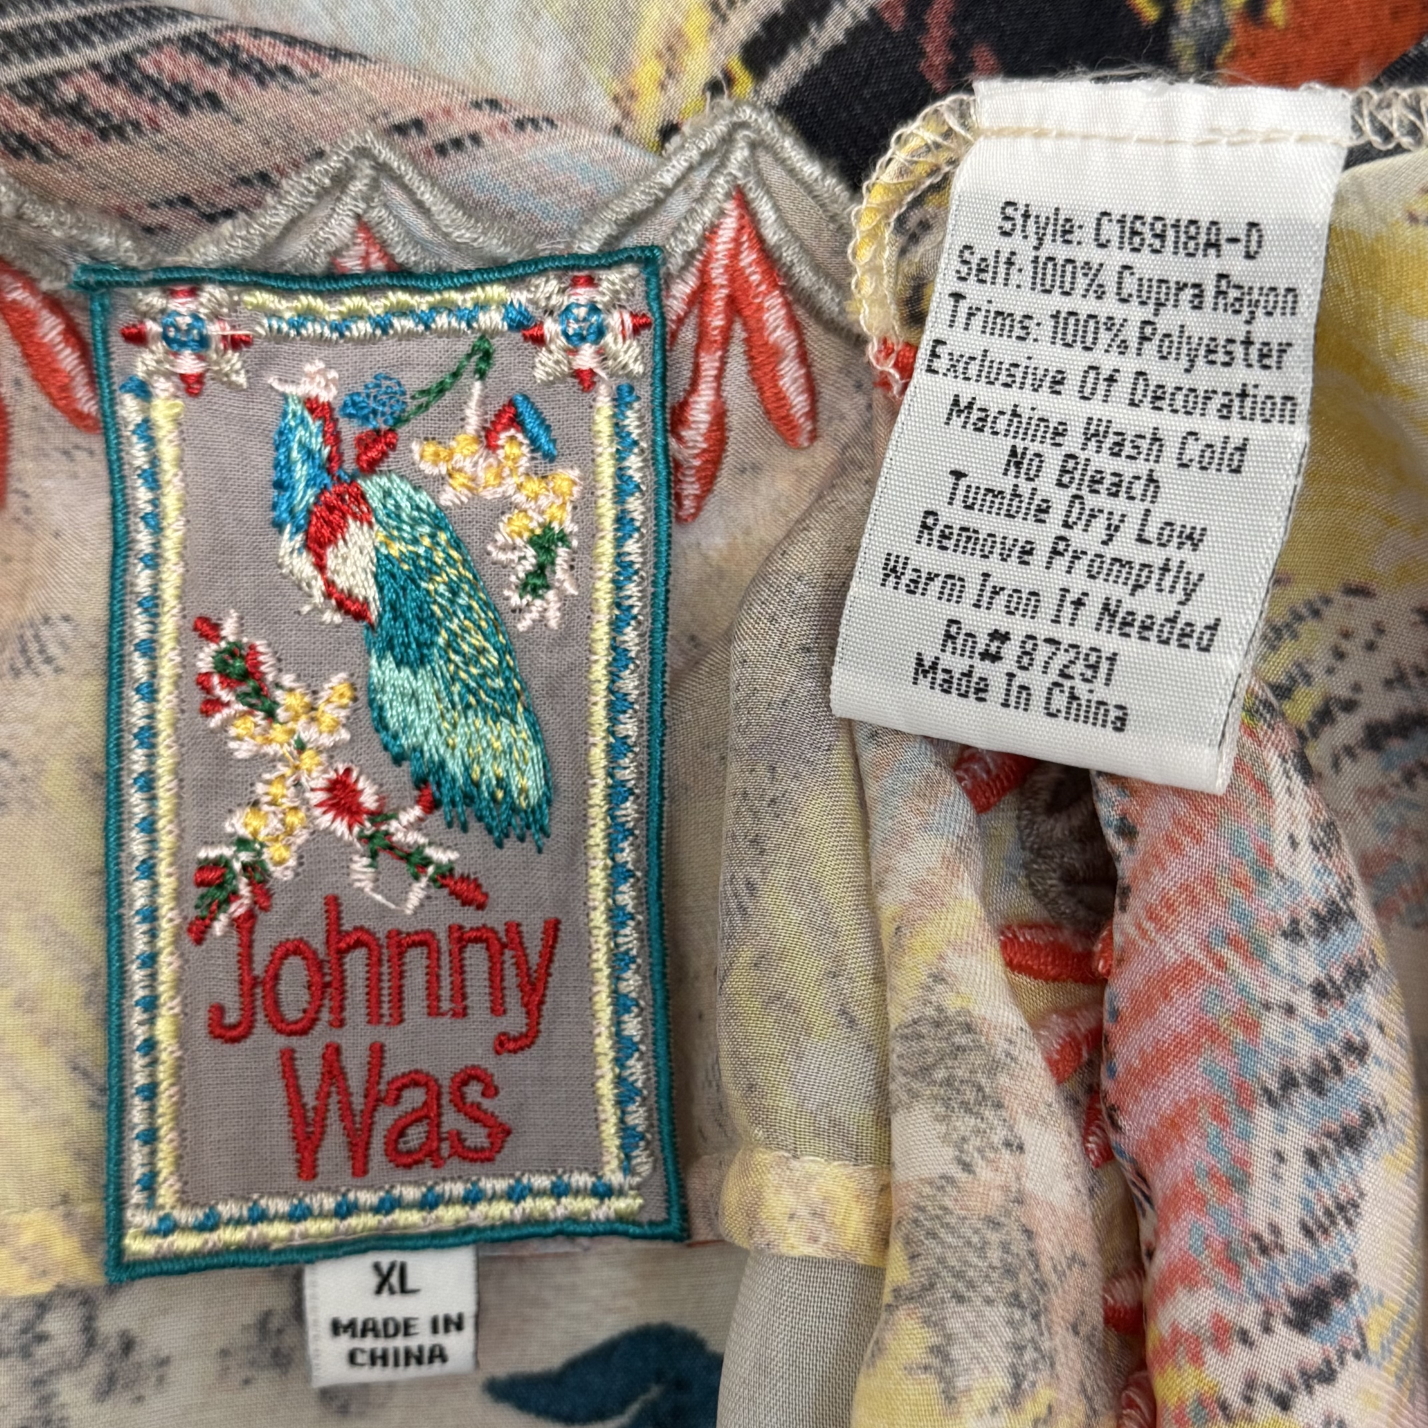 Johnny
Was
XL
MADE IN
CHINA
Style: C16918A-D
Self: 100% Cupra Rayon
Trims: 100% Polyester
Exclusive Of Decoration
Machine Wash Cold
No Bleach
Tumble Dry Low
Remove Promptly
Warm Iron If Needed
Rn# 87291
Made In China